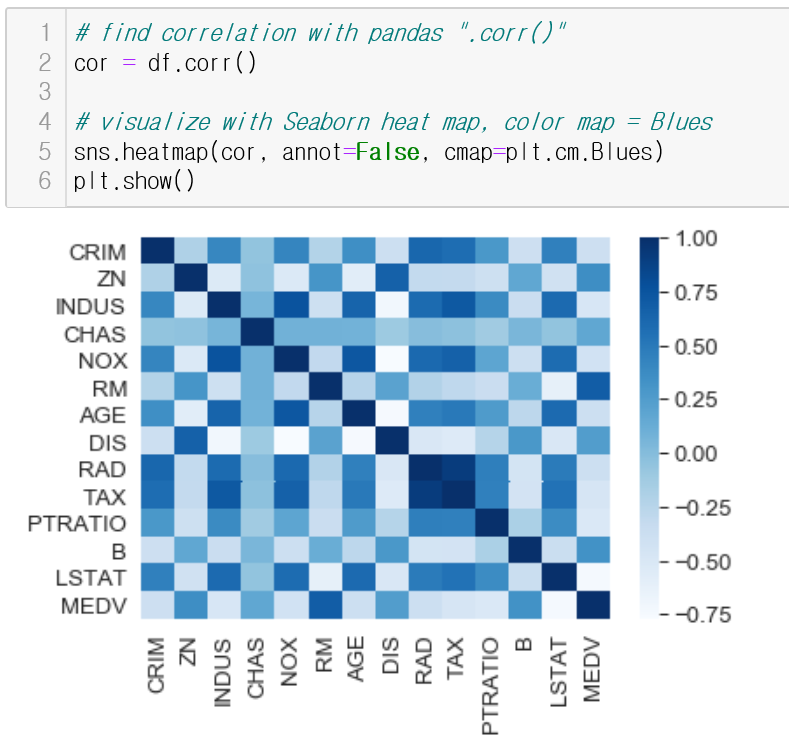 1 # find correlation with pandas ".corr()"
2 cor = df.corr()
3
4 # visualize with Seaborn heat map, color map = Blues
5 sns.heatmap(cor, annot=False, cmap=plt.cm.Blues)
6 plt.show()
CRIM
ZN
INDUS
CHAS
NOX
RM
AGE
DIS
RAD
TAX
PTRATIO
B
LSTAT
MEDV
CRIM ZN INDUS CHAS NOX RM AGE DIS RAD TAX PTRATIO B LSTAT MEDV
1.00
0.75
0.50
0.25
0.00
−0.25
−0.50
−0.75